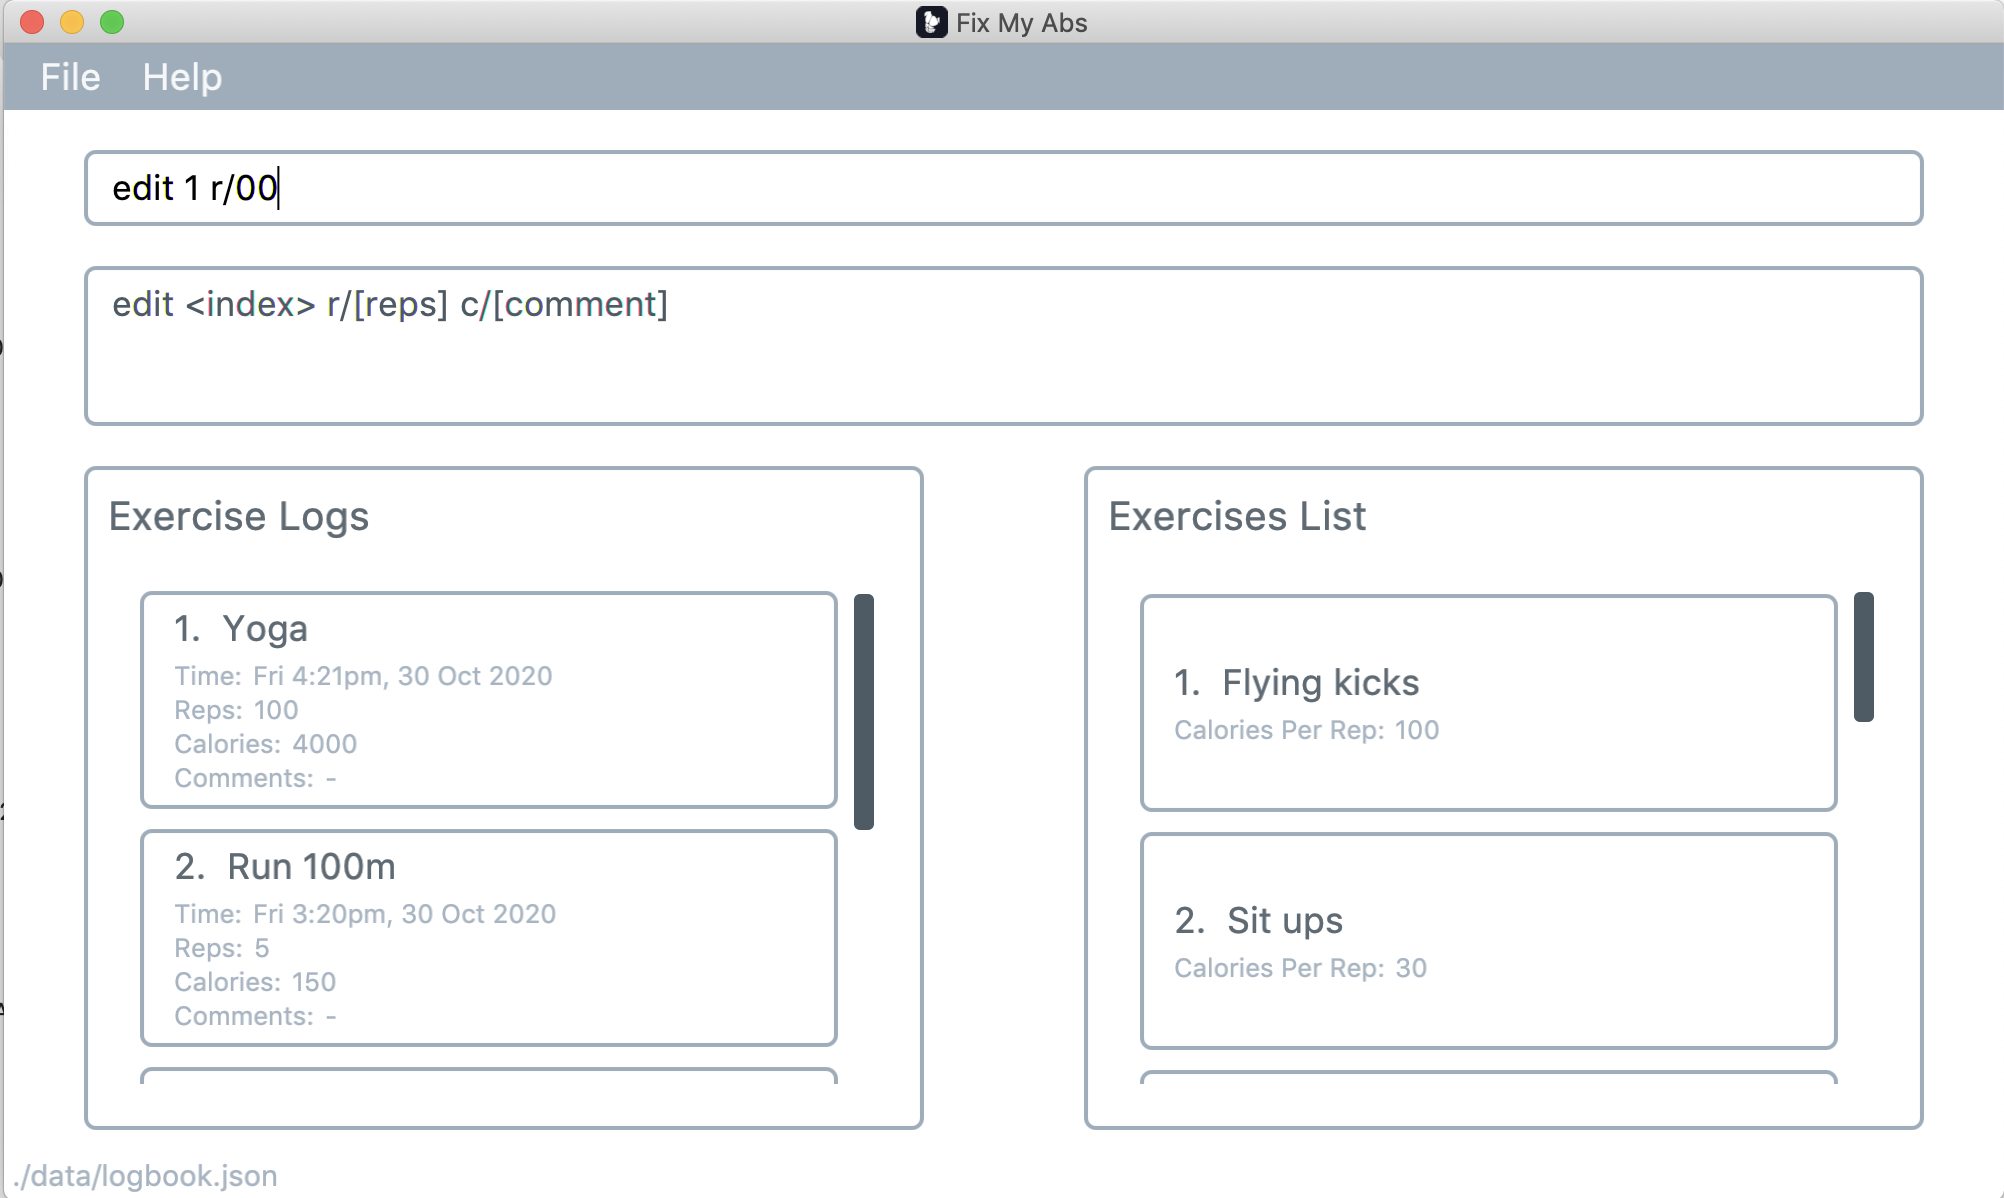 Fix My Abs
File Help
edit 1 r/00
edit <index> r/[reps] c/[comment]
Exercise Logs
1. Yoga
Time: Fri 4:21pm, 30 Oct 2020
Reps: 100
Calories: 4000
Comments: -
2. Run 100m
Time: Fri 3:20pm, 30 Oct 2020
Reps: 5
Calories: 150
Comments: -
Exercises List
1. Flying kicks
Calories Per Rep: 100
2. Sit ups
Calories Per Rep: 30
./data/logbook.json